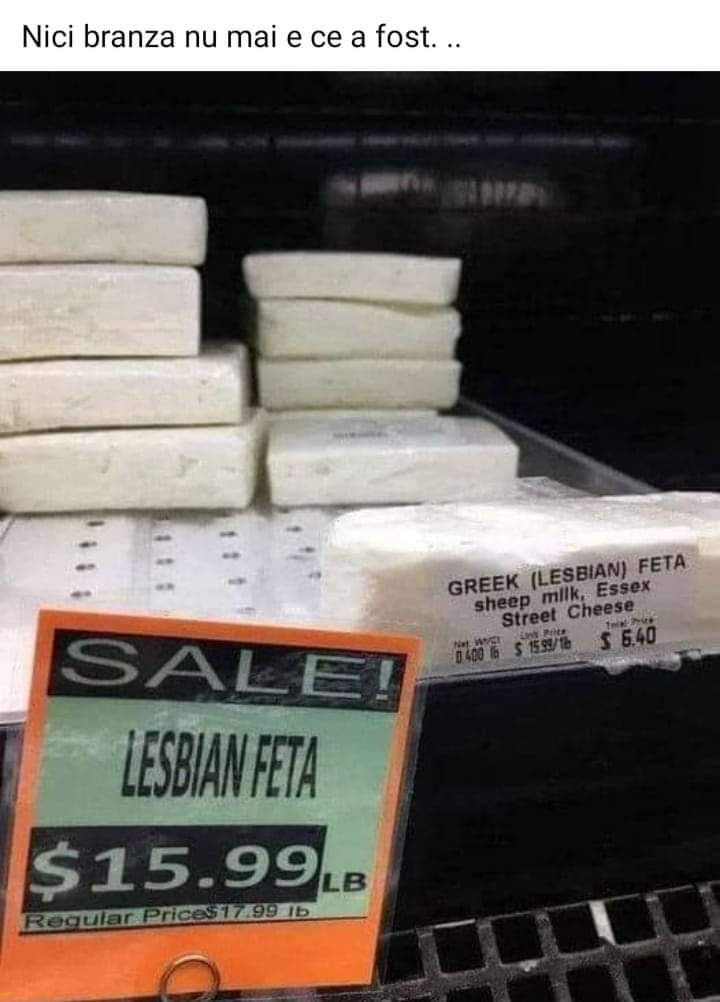 Nici branza nu mai e ce a fost. ..
GREEK (LESBIAN) FETA
sheep milk, Essex
Street Cheese
Net Wt/Ct Unit Price Total Price
0.400 lb $ 15.99/lb $ 6.40
SALE!
LESBIAN FETA
$15.99LB
Regular Price$17.99 lb